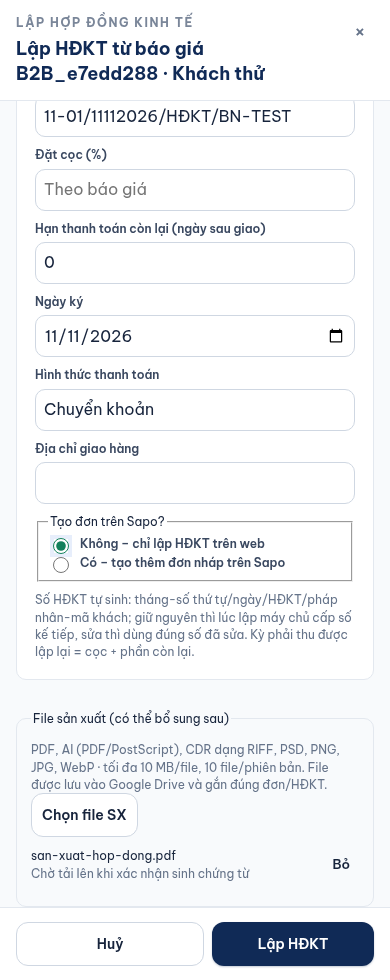 LẬP HỢP ĐỒNG KINH TẾ
Lập HĐKT từ báo giá
B2B_e7edd288 · Khách thử
×
11-01/11112026/HĐKT/BN-TEST
Đặt cọc (%)
Theo báo giá
Hạn thanh toán còn lại (ngày sau giao)
0
Ngày ký
11/11/2026
Hình thức thanh toán
Chuyển khoản
Địa chỉ giao hàng
Tạo đơn trên Sapo?
Không – chỉ lập HĐKT trên web
Có – tạo thêm đơn nháp trên Sapo
Số HĐKT tự sinh: tháng-số thứ tự/ngày/HĐKT/pháp
nhân-mã khách; giữ nguyên thì lúc lập máy chủ cấp số
kế tiếp, sửa thì dùng đúng số đã sửa. Kỳ phải thu được
lập lại = cọc + phần còn lại.
File sản xuất (có thể bổ sung sau)
PDF, AI (PDF/PostScript), CDR dạng RIFF, PSD, PNG,
JPG, WebP · tối đa 10 MB/file, 10 file/phiên bản. File
được lưu vào Google Drive và gắn đúng đơn/HĐKT.
Chọn file SX
san-xuat-hop-dong.pdf
Chờ tải lên khi xác nhận sinh chứng từ
Bỏ
Huỷ
Lập HĐKT